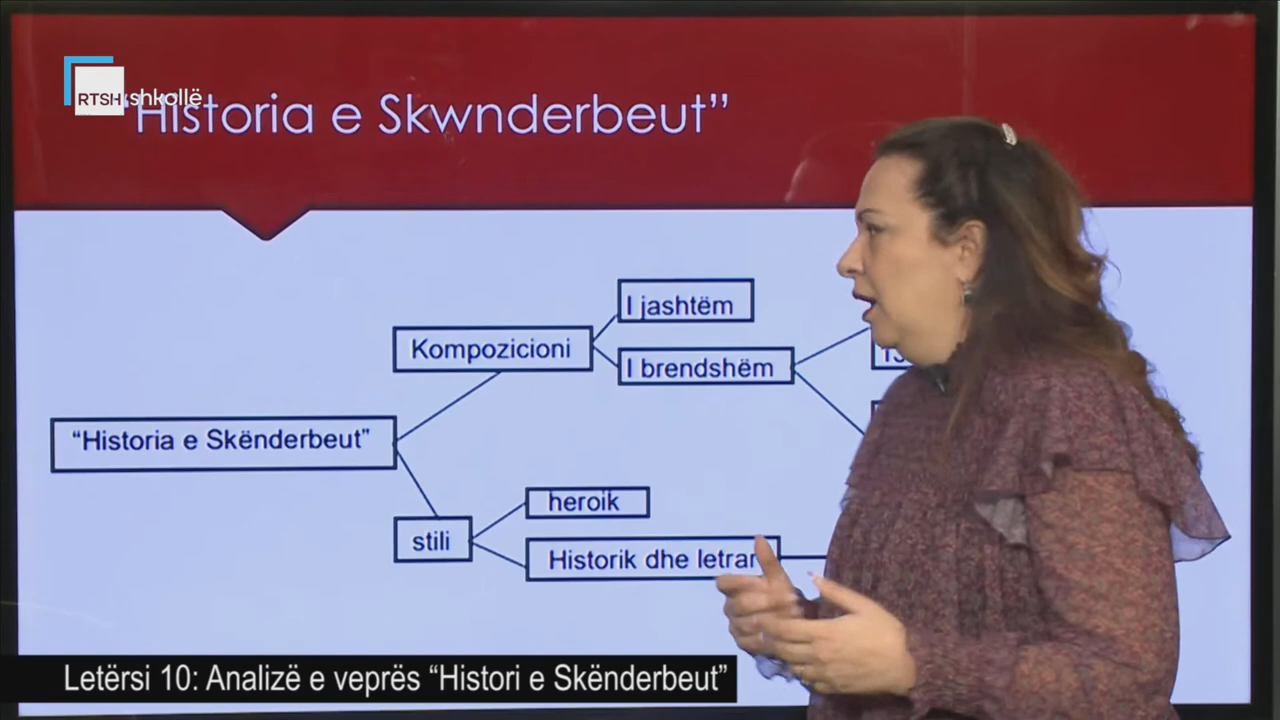 RTSH shkollë
“Historia e Skwnderbeut”
I jashtëm
Kompozicioni
I brendshëm
“Historia e Skënderbeut”
heroik
stili
Historik dhe letrar
Letërsi 10: Analizë e veprës “Histori e Skënderbeut”